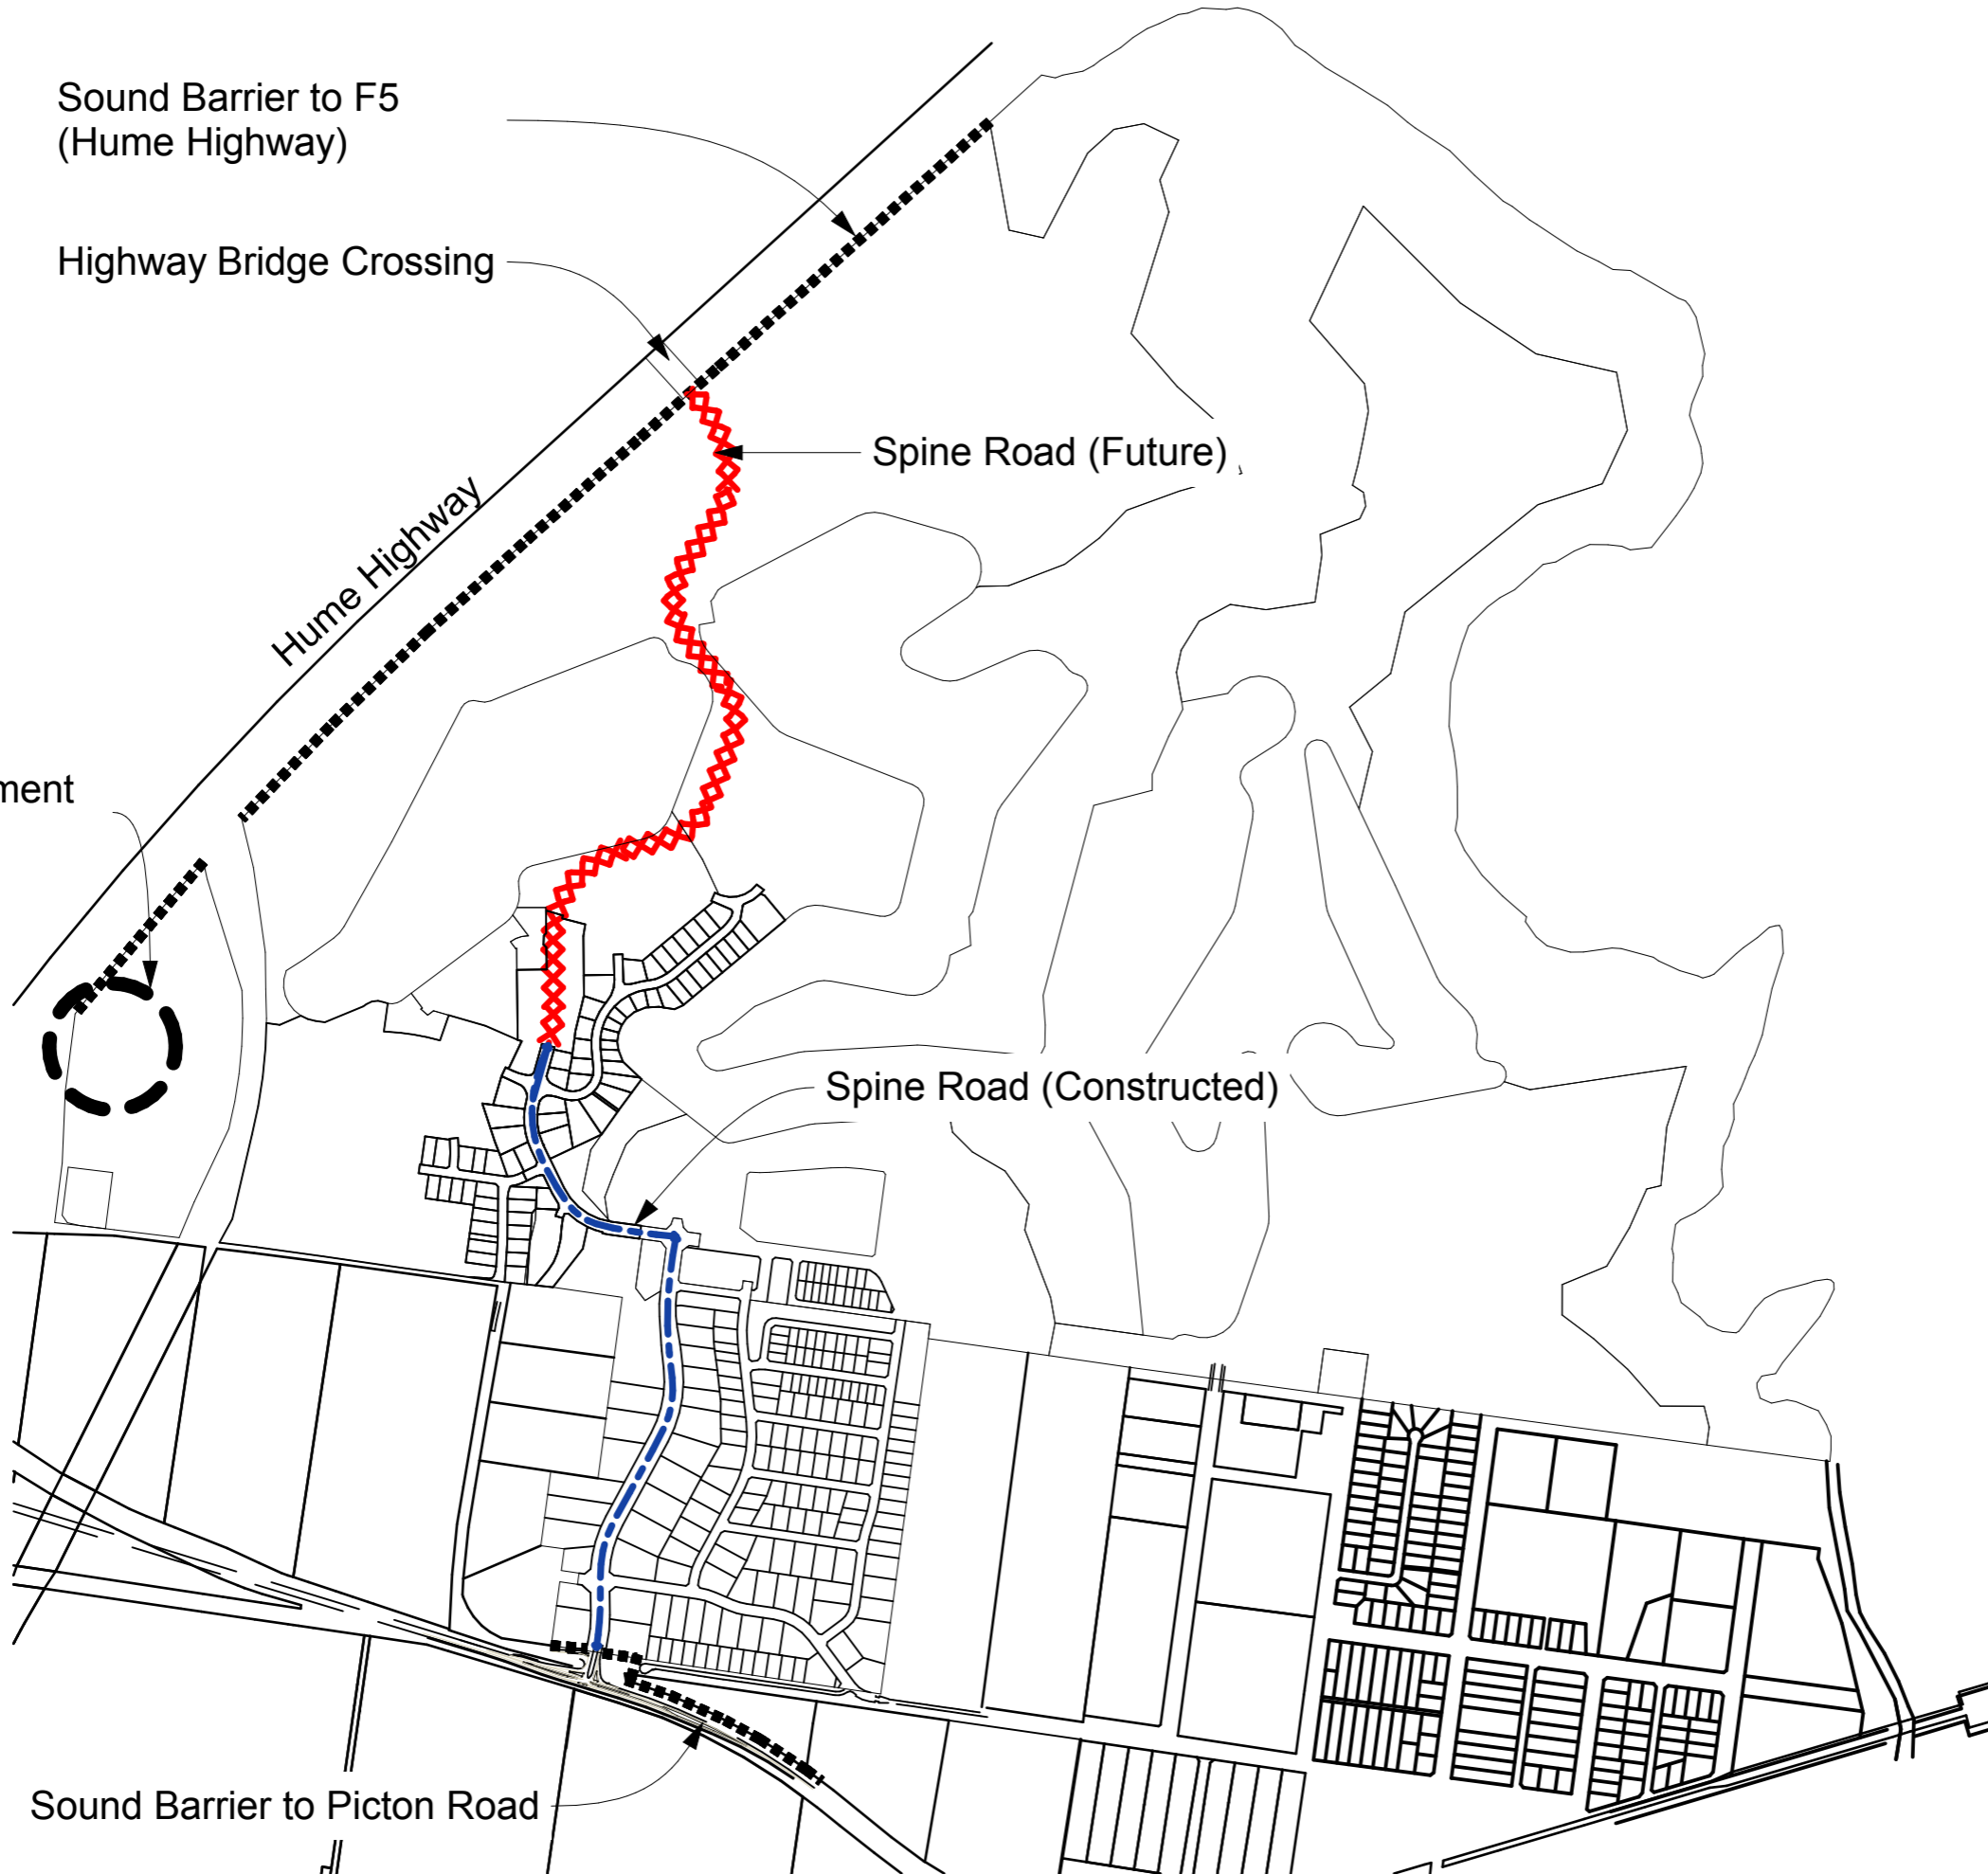 Sound Barrier to F5
(Hume Highway)
Highway Bridge Crossing
Spine Road (Future)
Hume Highway
ment
Spine Road (Constructed)
Sound Barrier to Picton Road